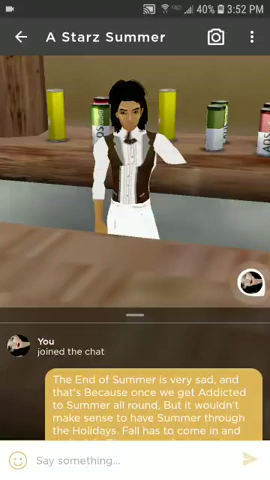 40% 3:52 PM
A Starz Summer
You
joined the chat
The End of Summer is very sad, and
that's Because once we get Addicted
to Summer all round, But it wouldn't
make sense to have Summer through
the Holidays. Fall has to come in and
Say something...